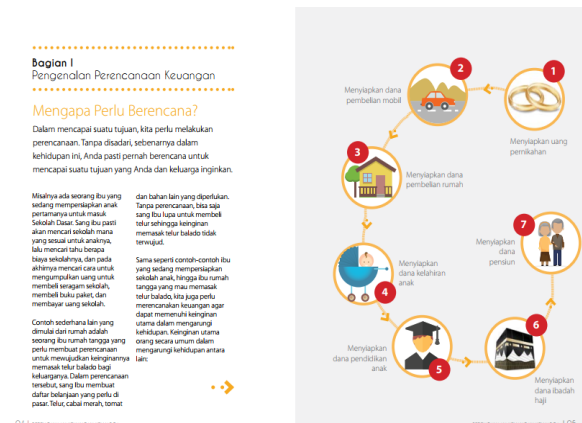 Bagian I
Pengenalan Perencanaan Keuangan
Mengapa Perlu Berencana?
Dalam mencapai suatu tujuan, kita perlu melakukan
perencanaan. Tanpa disadari, sebenarnya dalam
kehidupan ini, Anda pasti pernah berencana untuk
mencapai suatu tujuan yang Anda dan keluarga inginkan.
Misalnya ada seorang ibu yang
sedang mempersiapkan anak
pertamanya untuk masuk
Sekolah Dasar. Sang ibu pasti
akan mencari sekolah mana
yang sesuai untuk anaknya,
lalu mencari tahu berapa
biaya sekolahnya, dan pada
akhirnya mencari cara untuk
mengumpulkan uang untuk
membeli seragam sekolah,
membeli buku paket, dan
membayar uang sekolah.
Contoh sederhana lain yang
dimulai dari rumah adalah
seorang ibu rumah tangga yang
perlu membuat perencanaan
untuk mewujudkan keinginannya
memasak telur balado bagi
keluarganya. Dalam perencanaan
tersebut, sang Ibu membuat
daftar belanjaan yang perlu di
pasar. Telur, cabai merah, tomat
dan bahan lain yang diperlukan.
Tanpa perencanaan, bisa saja
sang Ibu lupa untuk membeli
telur sehingga keinginan
memasak telur balado tidak
terwujud.
Sama seperti contoh-contoh ibu
yang sedang mempersiapkan
sekolah anak, hingga ibu rumah
tangga yang mau memasak
telur balado, kita juga perlu
merencanakan keuangan agar
dapat memenuhi keinginan
utama dalam mengarungi
kehidupan. Keinginan utama
orang secara umum dalam
mengarungi kehidupan antara
lain:
1
Menyiapkan uang
pernikahan
2
Menyiapkan dana
pembelian mobil
3
Menyiapkan dana
pembelian rumah
4
Menyiapkan
dana kelahiran
anak
5
Menyiapkan
dana pendidikan
anak
6
Menyiapkan
dana ibadah
haji
7
Menyiapkan
dana
pensiun